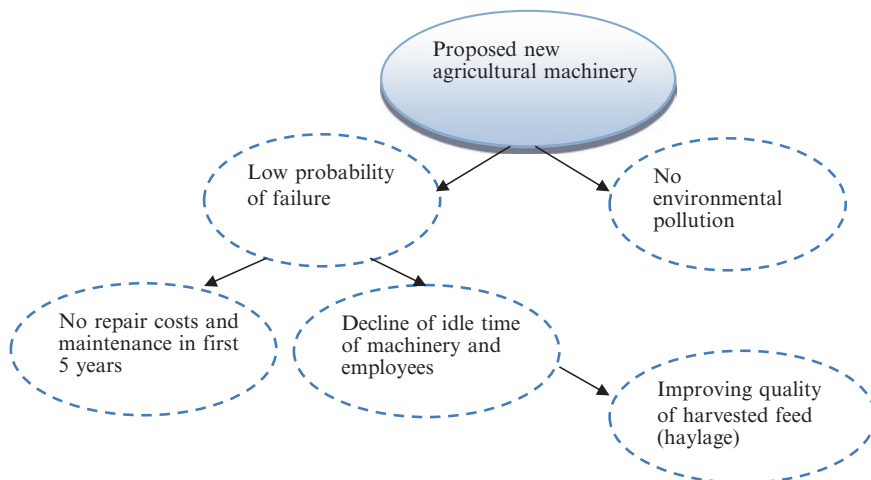 Proposed new
agricultural machinery
Low probability
of failure
No
environmental
pollution
No repair costs and
maintenance in first
5 years
Decline of idle time
of machinery and
employees
Improving quality
of harvested feed
(haylage)